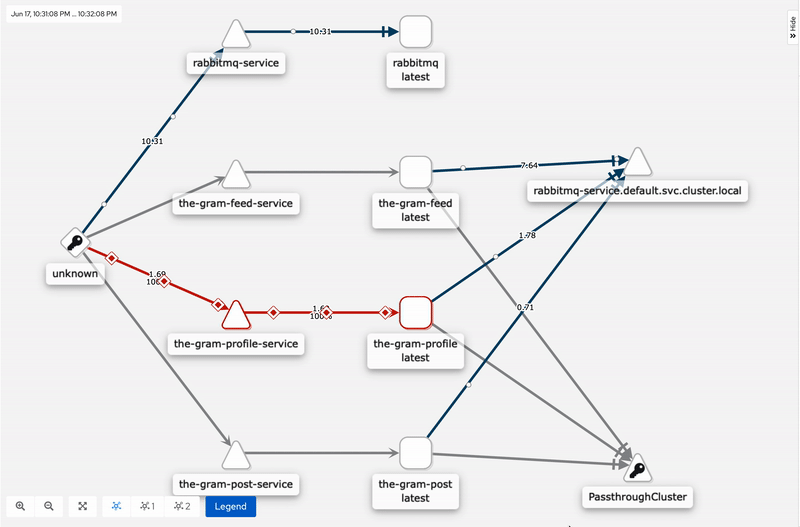 Jun 17, 10:31:08 PM ... 10:32:08 PM
Hide
10.31
rabbitmq-service
rabbitmq
latest
10.31
7.64
the-gram-feed-service
the-gram-feed
latest
rabbitmq-service.default.svc.cluster.local
1.78
unknown
1.69
100%
0.71
the-gram-profile-service
the-gram-profile
latest
the-gram-post-service
the-gram-post
latest
PassthroughCluster
1
2
Legend